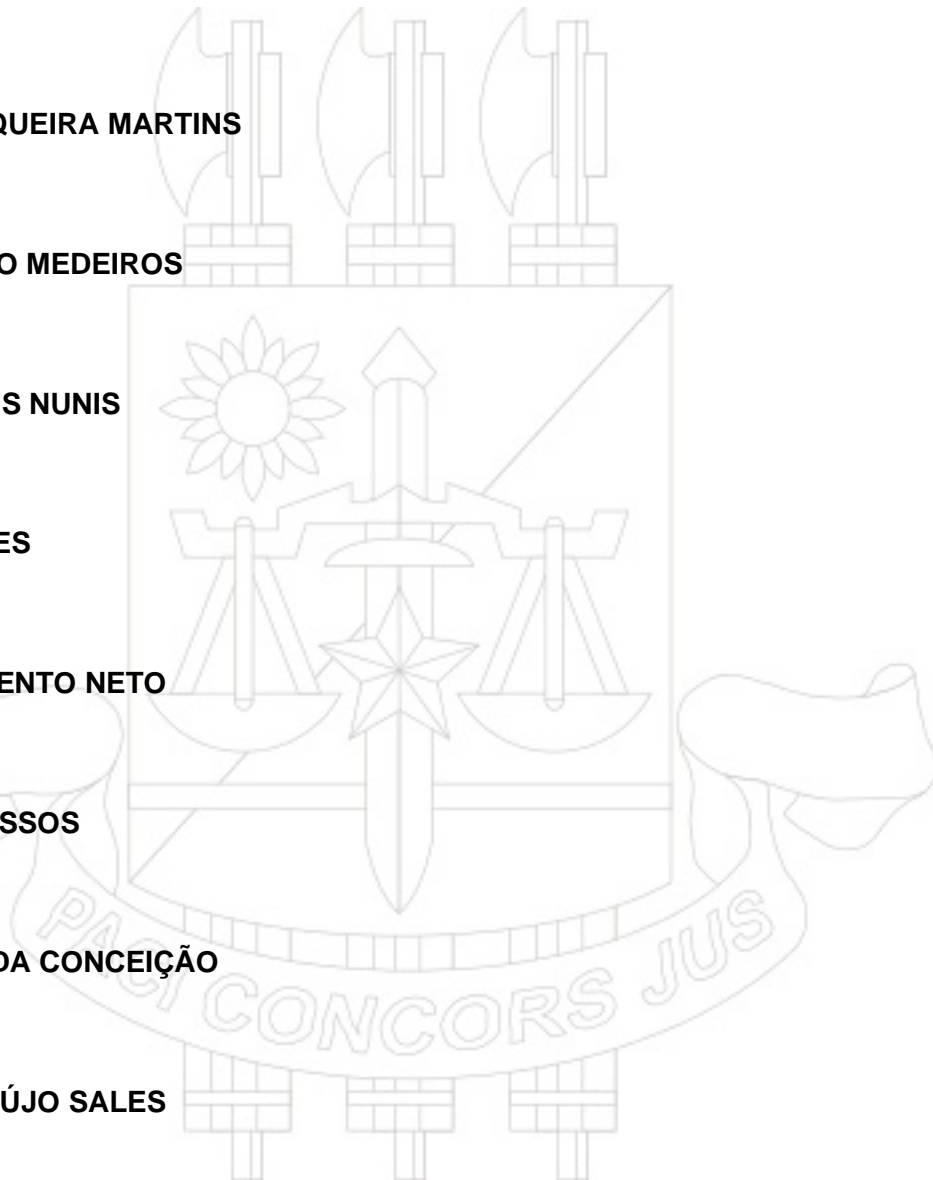 QUEIRA MARTINS
O MEDEIROS
S NUNIS
ES
ENTO NETO
SSOS
DA CONCEIÇÃO
ÚJO SALES
PACI CONCORS JUS